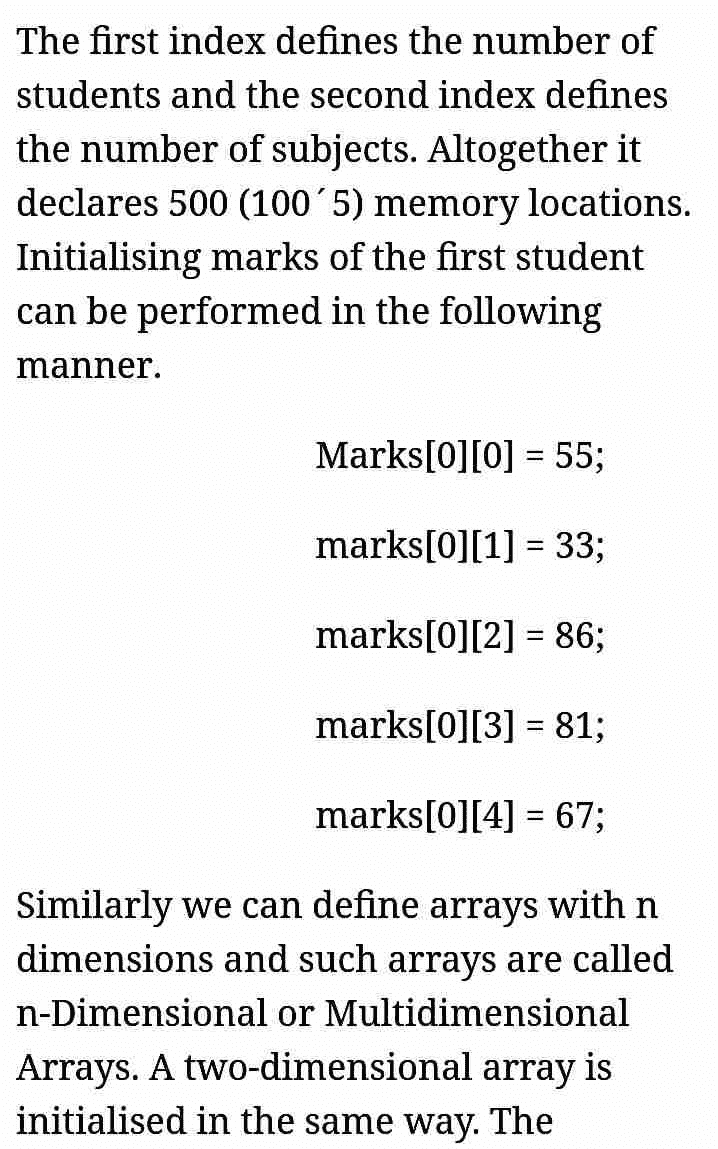 The first index defines the number of
students and the second index defines
the number of subjects. Altogether it
declares 500 (100´5) memory locations.
Initialising marks of the first student
can be performed in the following
manner.
Marks[0][0] = 55;
marks[0][1] = 33;
marks[0][2] = 86;
marks[0][3] = 81;
marks[0][4] = 67;
Similarly we can define arrays with n
dimensions and such arrays are called
n-Dimensional or Multidimensional
Arrays. A two-dimensional array is
initialised in the same way. The